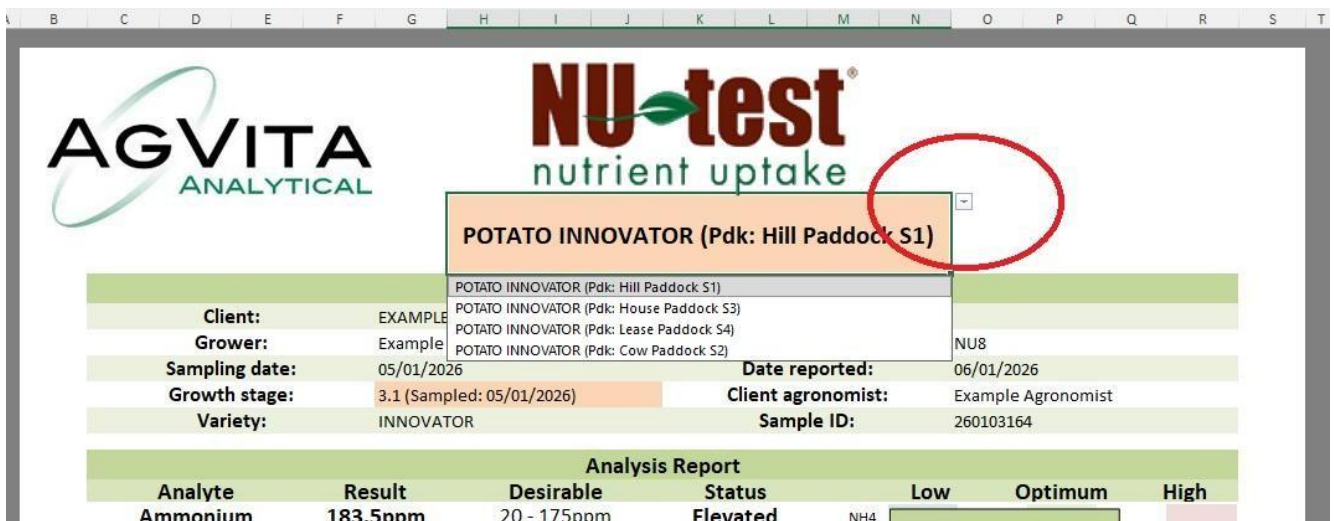 B C D E F G H I J K L M N O P Q R S T
AGVITA
ANALYTICAL
NU-test®
nutrient uptake
POTATO INNOVATOR (Pdk: Hill Paddock S1)
POTATO INNOVATOR (Pdk: Hill Paddock S1)
POTATO INNOVATOR (Pdk: House Paddock S3)
POTATO INNOVATOR (Pdk: Lease Paddock S4)
POTATO INNOVATOR (Pdk: Cow Paddock S2)
Client: EXAMPLE
Grower: Example NU8
Sampling date: 05/01/2026 Date reported: 06/01/2026
Growth stage: 3.1 (Sampled: 05/01/2026) Client agronomist: Example Agronomist
Variety: INNOVATOR Sample ID: 260103164
Analysis Report
Analyte Result Desirable Status Low Optimum High
Ammonium 183.5ppm 20 - 175ppm Elevated NH4